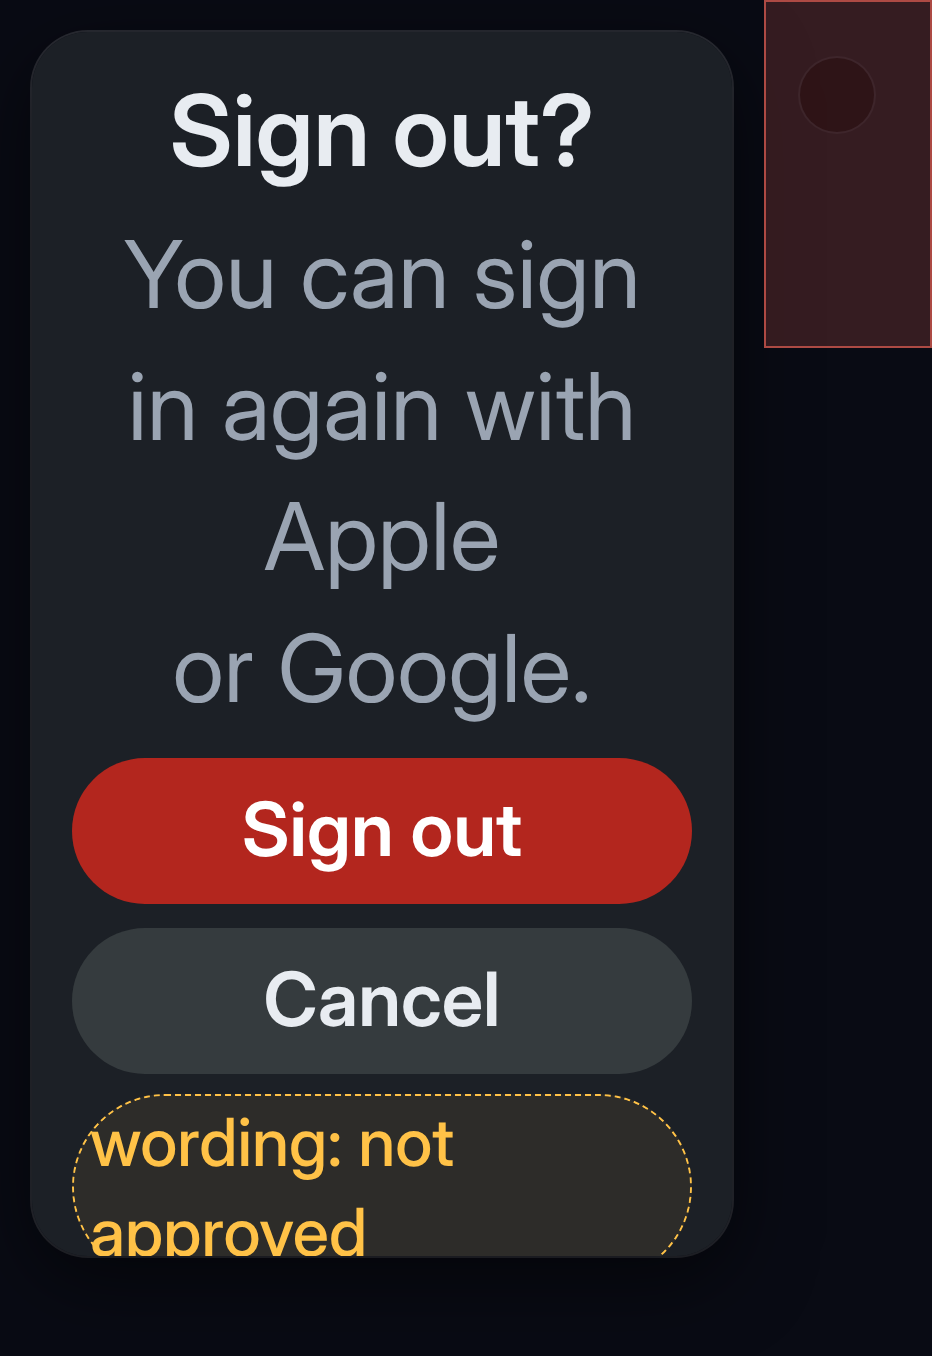 Sign out?
You can sign
in again with
Apple
or Google.
Sign out
Cancel
wording: not
approved